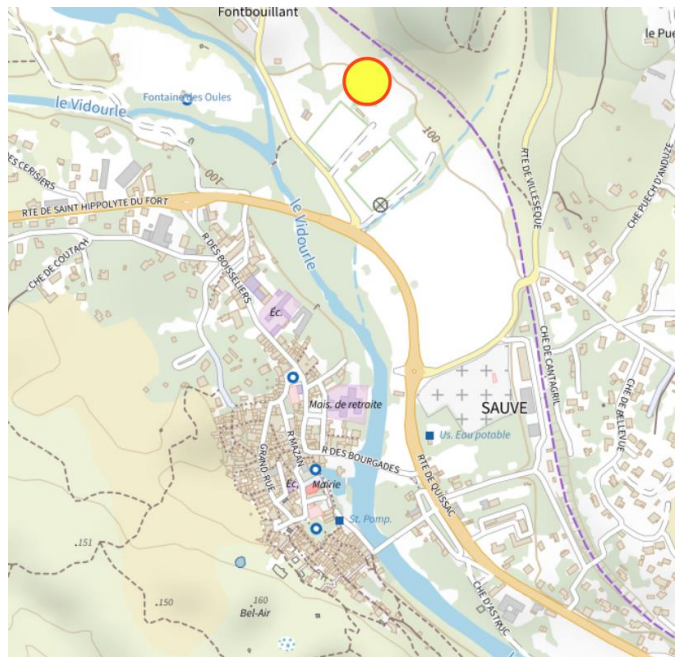 Fontbouillant
le Pue
Fontaine des Oules
le Vidourle
100
100
DES CERISIERS
RTE DE SAINT HIPPOLYTE DU FORT
le Vidourle
RTE DE VILLESEQUE
CHE PUECH D'ANDUZE
CHE DE COUTACH
R DES BOISSELIERS
Éc.
CHE DE CANTAGRIL
CHE DE BELLEVUE
Mais. de retraite
SAUVE
Us. Eau potable
GRAND RUE
R MAZAN
R DES BOURGADES
RTE DE QUISSAC
Éc.
Mairie
St. Pomp.
151
150
160
Bel-Air
CHE D'ASTRUC